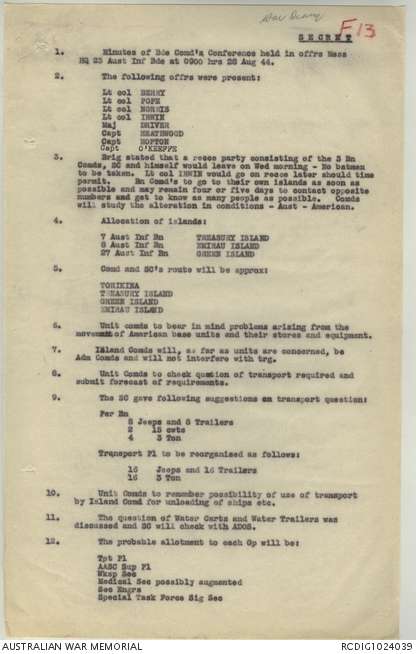 War Diary
F13
SECRET
1. Minutes of Bde Comd's Conference held in offrs Mess
HQ 23 Aust Inf Bde at 0900 hrs 28 Aug 44.
2. The following offrs were present:
Lt col BERRY
Lt col POPE
Lt col NORRIS
Lt col IRWIN
Maj DRIVER
Capt HEATHWOOD
Capt HOPTON
Capt O'KEEFFE
3. Brig stated that a recce party consisting of the 3 Bn
Comds, SC and himself would leave on Wed morning - No batmen
to be taken. Lt col IRWIN would go on recce later should time
permit. Bn Comd's to go to their own islands as soon as
possible and may remain four or five days to contact opposite
numbers and get to know as many people as possible. Comds
will study the alteration in conditions - Aust - American.
4. Allocation of islands:
7 Aust Inf Bn TREASURY ISLAND
8 Aust Inf Bn EMIRAU ISLAND
27 Aust Inf Bn GREEN ISLAND
5. Comd and SC's route will be approx:
TOROKINA
TREASURY ISLAND
GREEN ISLAND
EMIRAU ISLAND
6. Unit comds to bear in mind problems arising from the
movement of American base units and their stores and equipment.
7. Island Comds will, as far as units are concerned, be
Adm Comds and will not interfere with trg.
8. Unit Comds to check question of transport required and
submit forecast of requirements.
9. The SC gave following suggestions on transport question:
Per Bn
8 Jeeps and 8 Trailers
2 15 cwts
4 3 Ton
Transport Pl to be reorganised as follows:
16 Jeeps and 16 Trailers
16 3 Ton
10. Unit Comds to remember possibility of use of transport
by Island Comd for unloading of ships etc.
11. The question of Water Carts and Water Trailers was
discussed and SC will check with ADOS.
12. The probable allotment to each Gp will be:
Tpt Pl
AASC Sup Pl
Wksp Sec
Medical Sec possibly augmented
Sec Engrs
Special Task Force Sig Sec
AUSTRALIAN WAR MEMORIAL RCDIG1024039